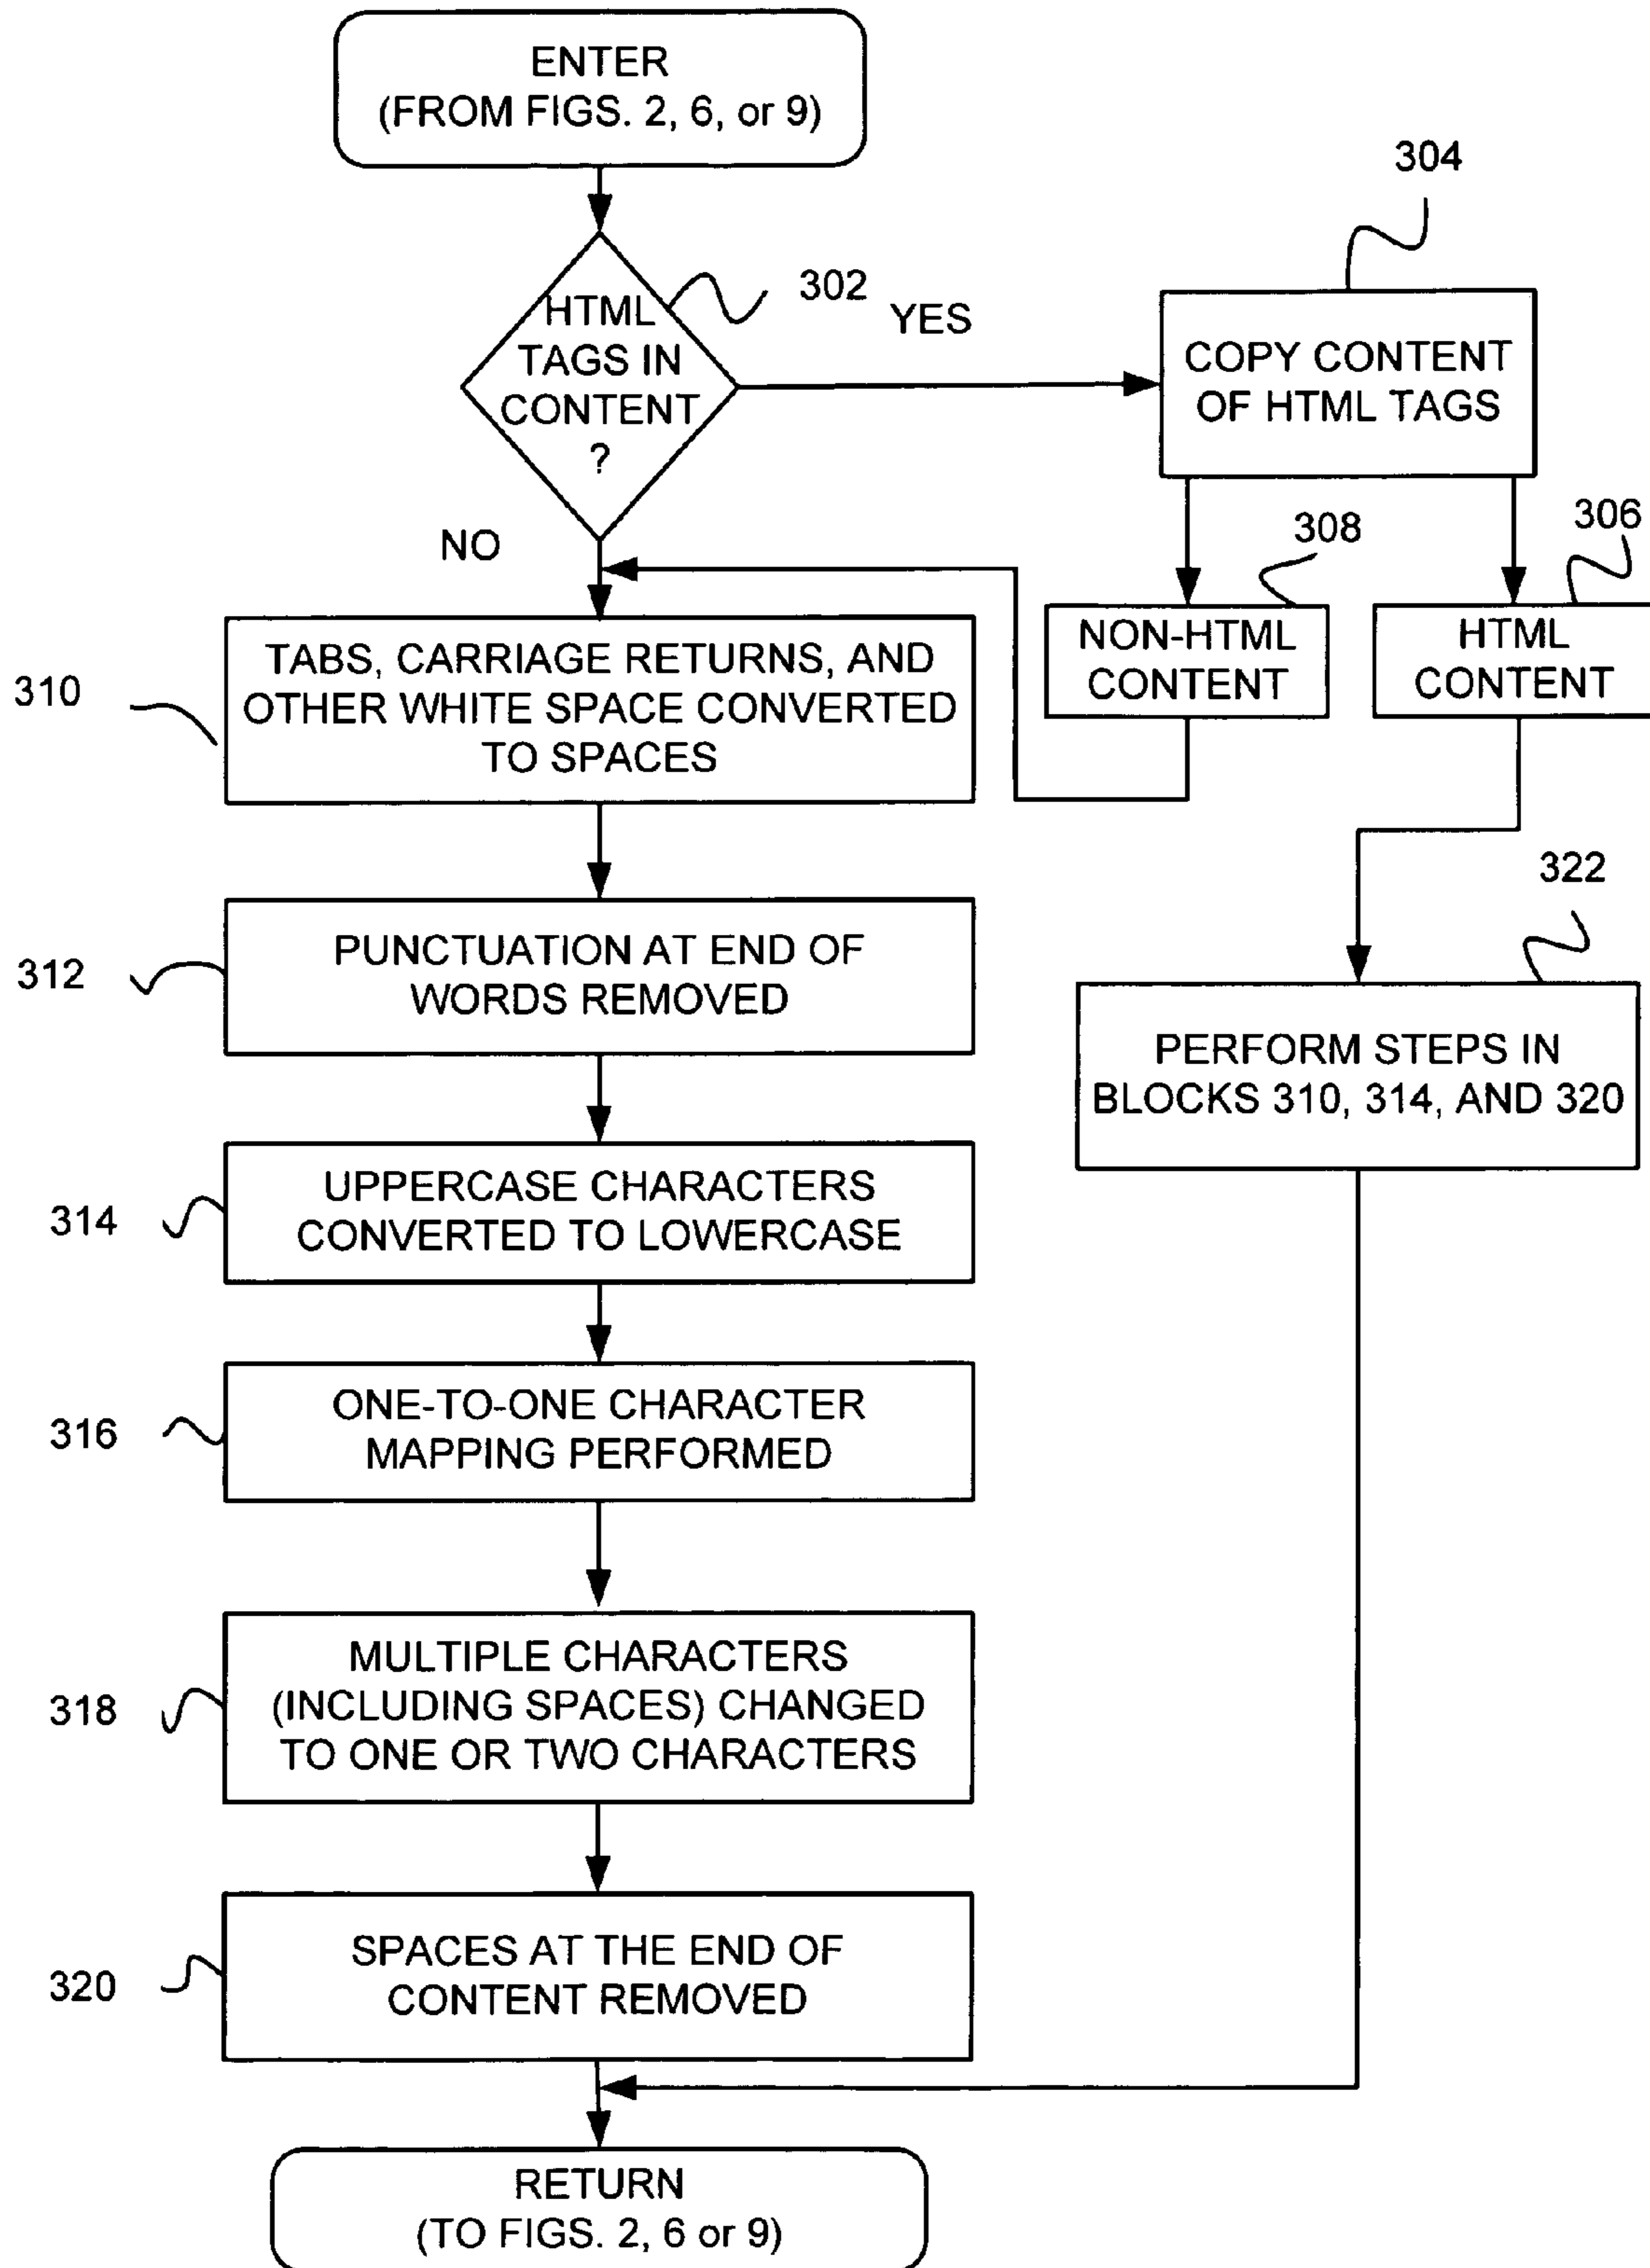 ENTER
(FROM FIGS. 2, 6, or 9)
304
302
HTML
TAGS IN
CONTENT
?
YES
COPY CONTENT
OF HTML TAGS
NO
308
306
NON-HTML
CONTENT
HTML
CONTENT
310
TABS, CARRIAGE RETURNS, AND
OTHER WHITE SPACE CONVERTED
TO SPACES
322
312
PUNCTUATION AT END OF
WORDS REMOVED
PERFORM STEPS IN
BLOCKS 310, 314, AND 320
314
UPPERCASE CHARACTERS
CONVERTED TO LOWERCASE
316
ONE-TO-ONE CHARACTER
MAPPING PERFORMED
318
MULTIPLE CHARACTERS
(INCLUDING SPACES) CHANGED
TO ONE OR TWO CHARACTERS
320
SPACES AT THE END OF
CONTENT REMOVED
RETURN
(TO FIGS. 2, 6 or 9)